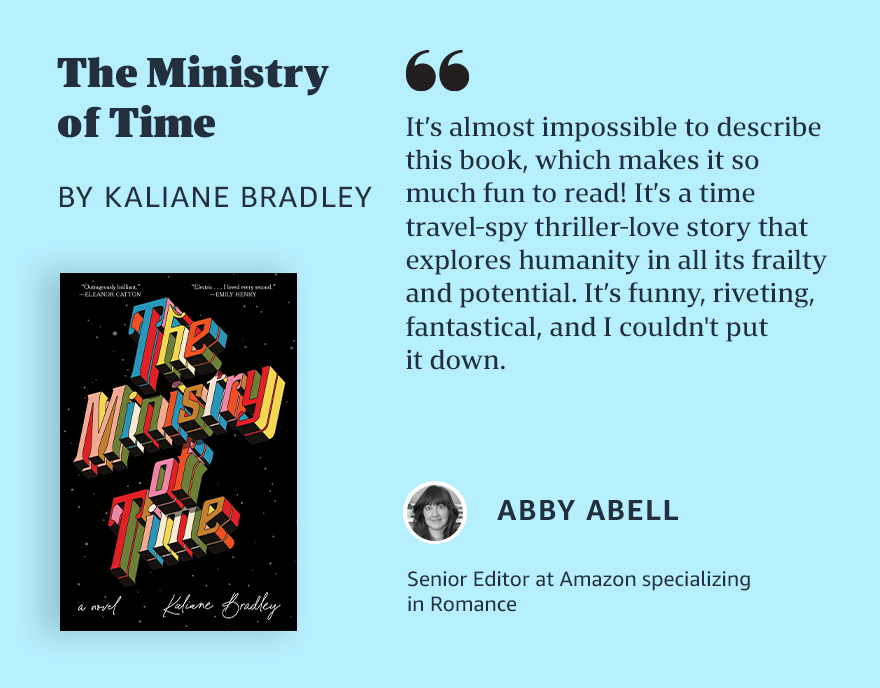 The Ministry
of Time
BY KALIANE BRADLEY
“Outrageously brilliant.”
—ELEANOR CATTON
“Electric . . . I loved every second.”
—EMILY HENRY
The
Ministry
of
Time
a novel
Kaliane Bradley
“
It’s almost impossible to describe
this book, which makes it so
much fun to read! It’s a time
travel-spy thriller-love story that
explores humanity in all its frailty
and potential. It’s funny, riveting,
fantastical, and I couldn't put
it down.
ABBY ABELL
Senior Editor at Amazon specializing
in Romance